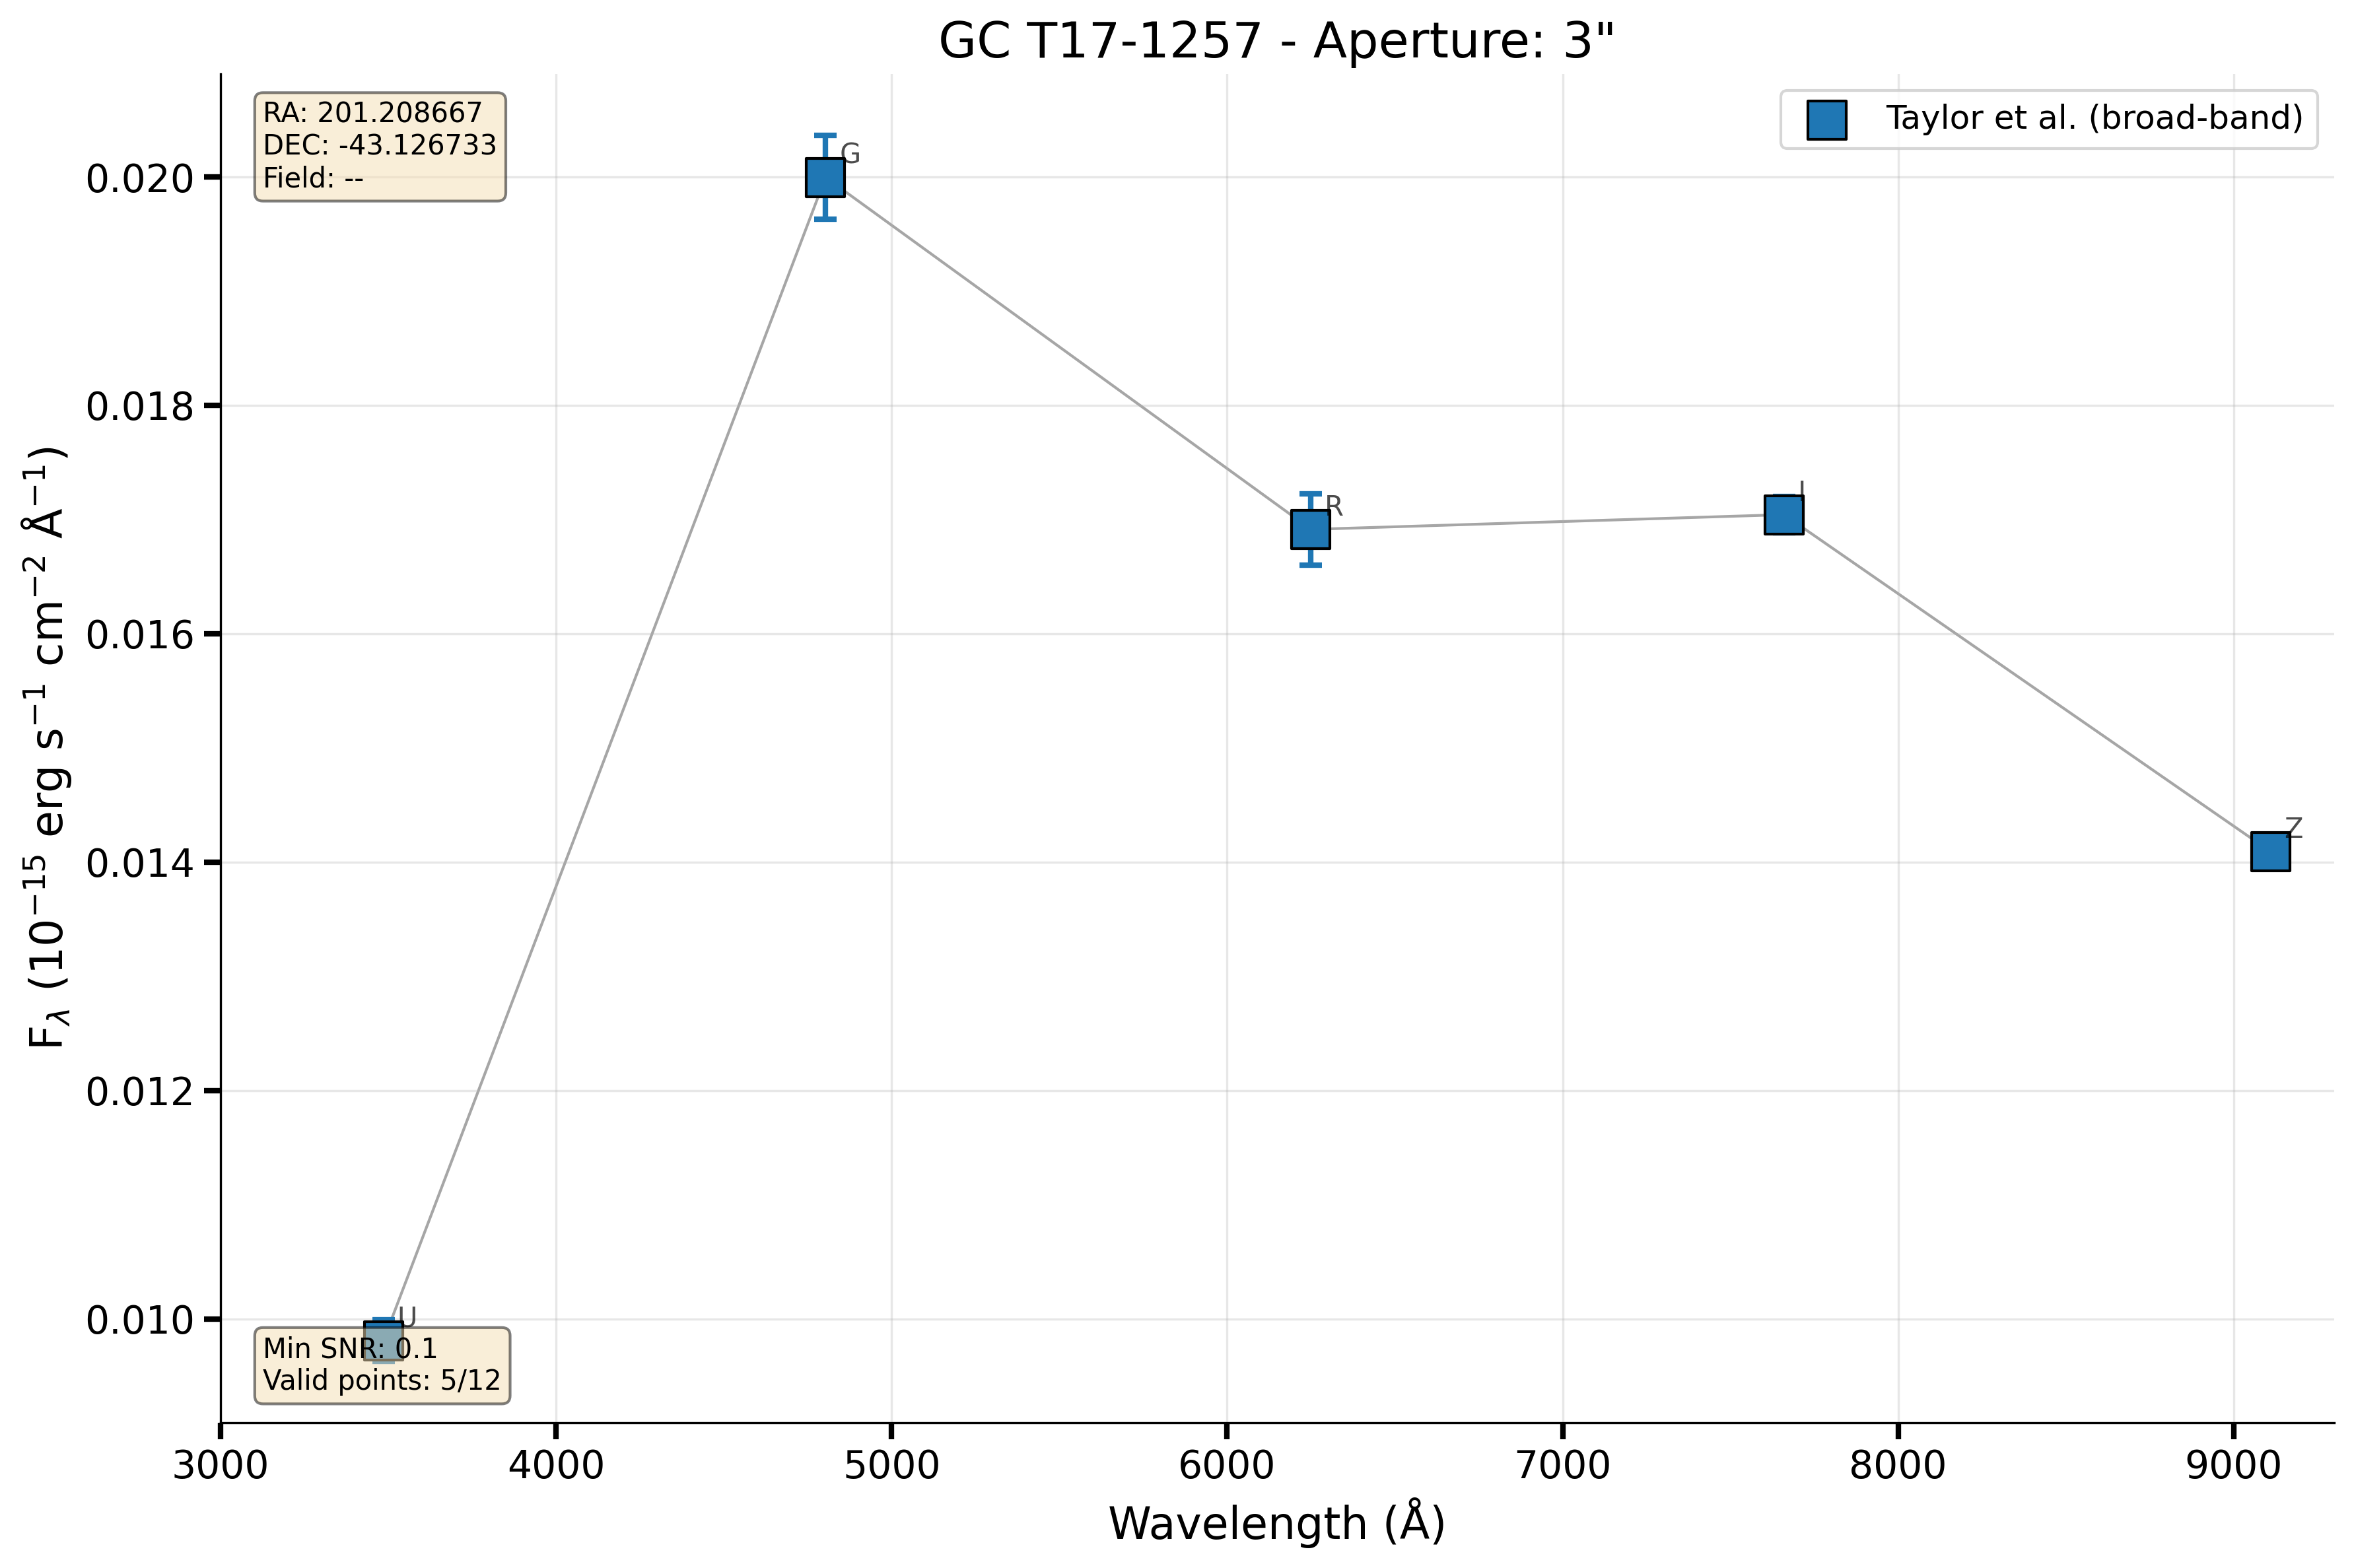 GC T17-1257 - Aperture: 3"
RA: 201.208667
DEC: -43.126733
Field: --
Taylor et al. (broad-band)
G
R
I
Z
U
Min SNR: 0.1
Valid points: 5/12
0.020
0.018
0.016
0.014
0.012
0.010
F_λ (10⁻¹⁵ erg s⁻¹ cm⁻² Å⁻¹)
3000 4000 5000 6000 7000 8000 9000
Wavelength (Å)